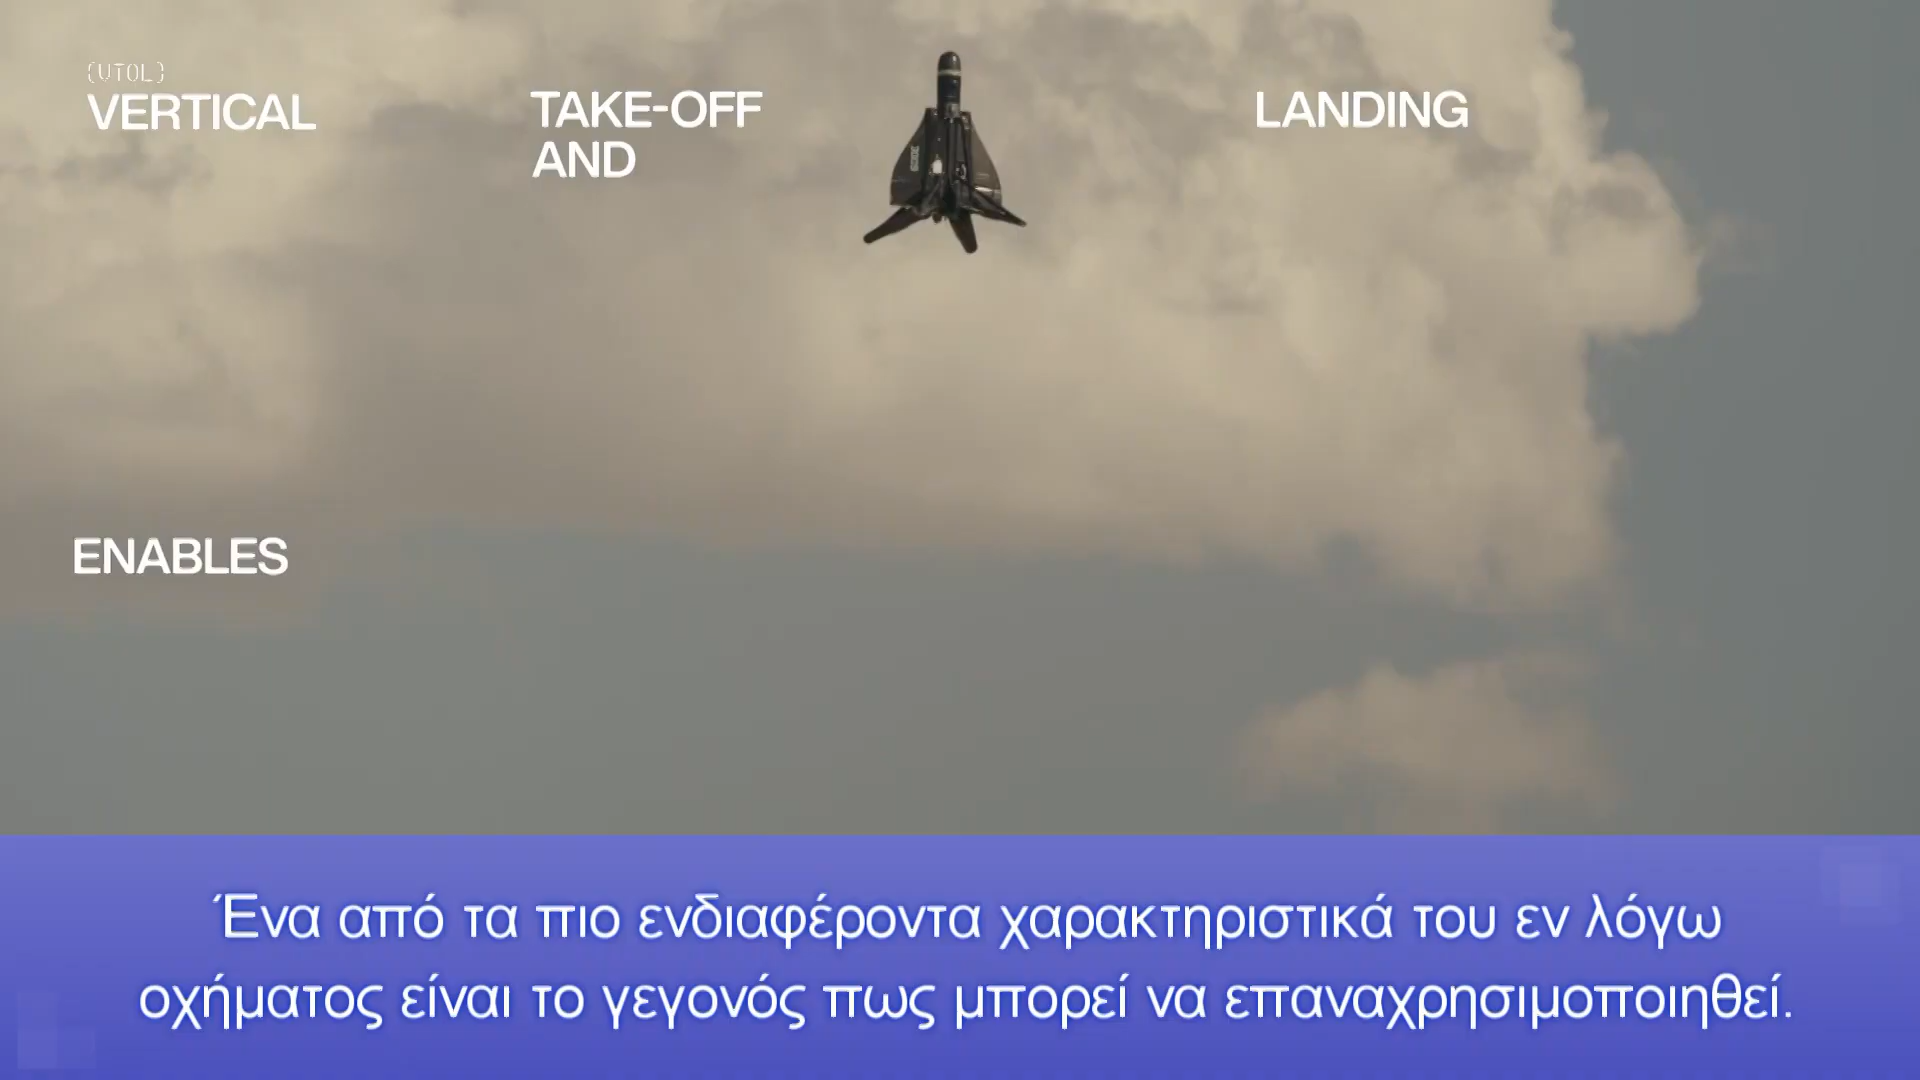 {VTOL}
VERTICAL TAKE-OFF LANDING
AND
ENABLES
Ένα από τα πιο ενδιαφέροντα χαρακτηριστικά του εν λόγω
οχήματος είναι το γεγονός πως μπορεί να επαναχρησιμοποιηθεί.